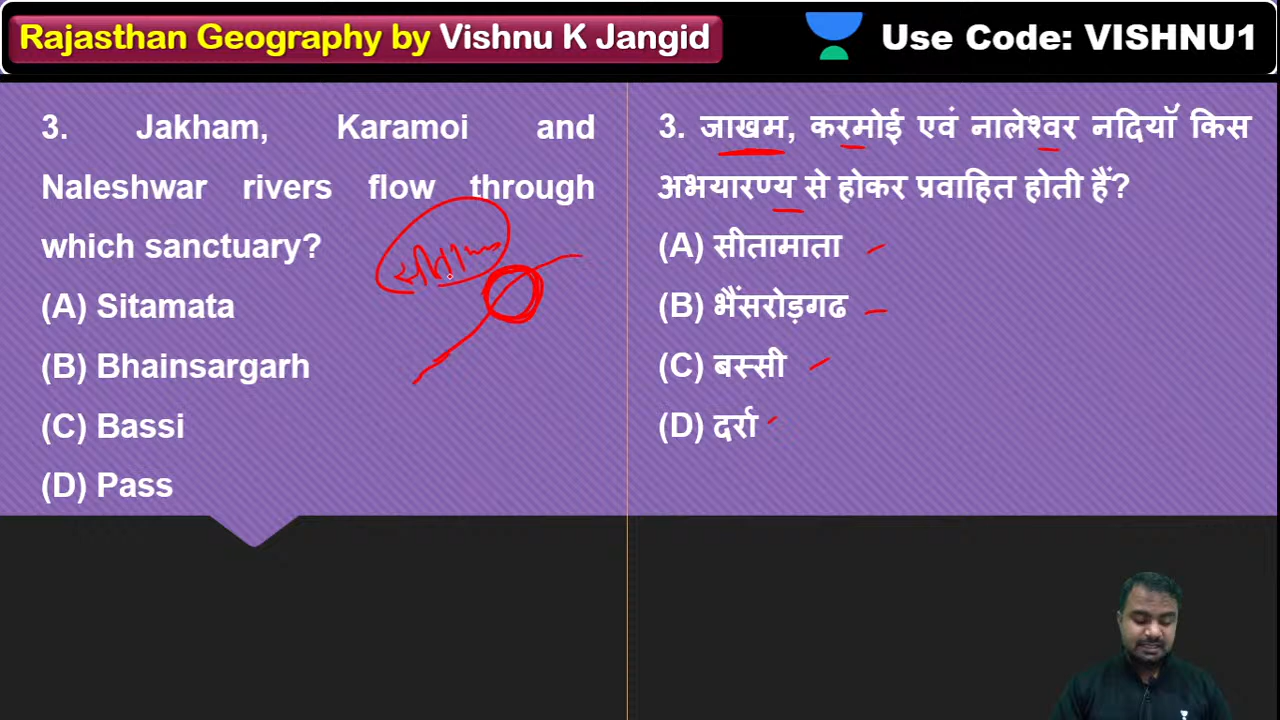 Rajasthan Geography by Vishnu K Jangid
Use Code: VISHNU1
3. Jakham, Karamoi and
Naleshwar rivers flow through
which sanctuary?
(A) Sitamata
(B) Bhainsargarh
(C) Bassi
(D) Pass
3. जाखम, करमोई एवं नालेश्वर नदियॉ किस
अभयारण्य से होकर प्रवाहित होती हैं?
(A) सीतामाता
(B) भैंसरोड़गढ
(C) बस्सी
(D) दर्रा